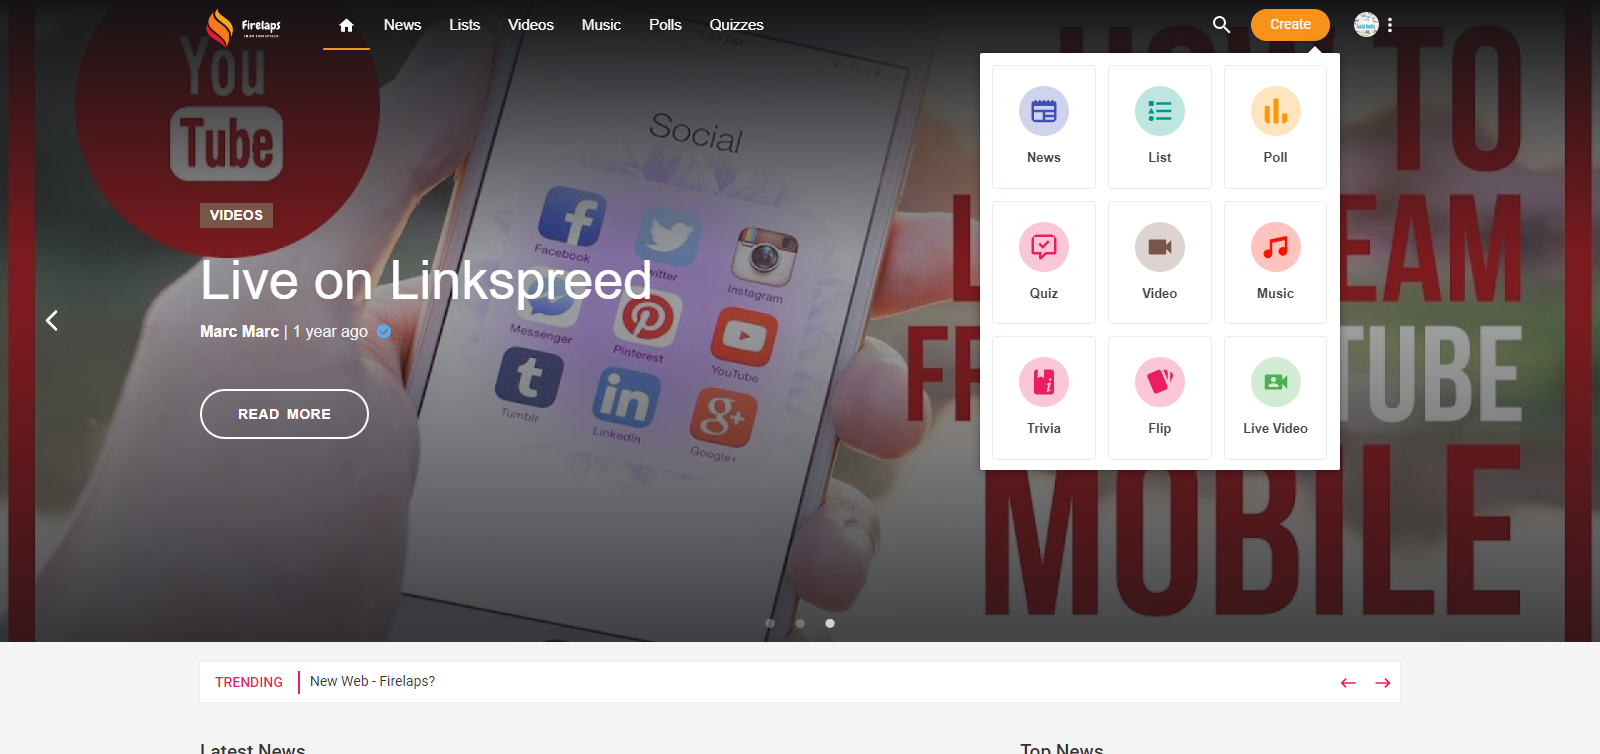 Firelaps
News
Lists
Videos
Music
Polls
Quizzes
Create
You
Tube
Social
Facebook
Twitter
Instagram
Messenger
Pinterest
YouTube
Tumblr
LinkedIn
Google+
HOW TO
FR
TUBE
MOBILE
VIDEOS
Live on Linkspreed
Marc Marc | 1 year ago
READ MORE
News
List
Poll
Quiz
Video
Music
Trivia
Flip
Live Video
TRENDING
New Web - Firelaps?
Latest News
Top News